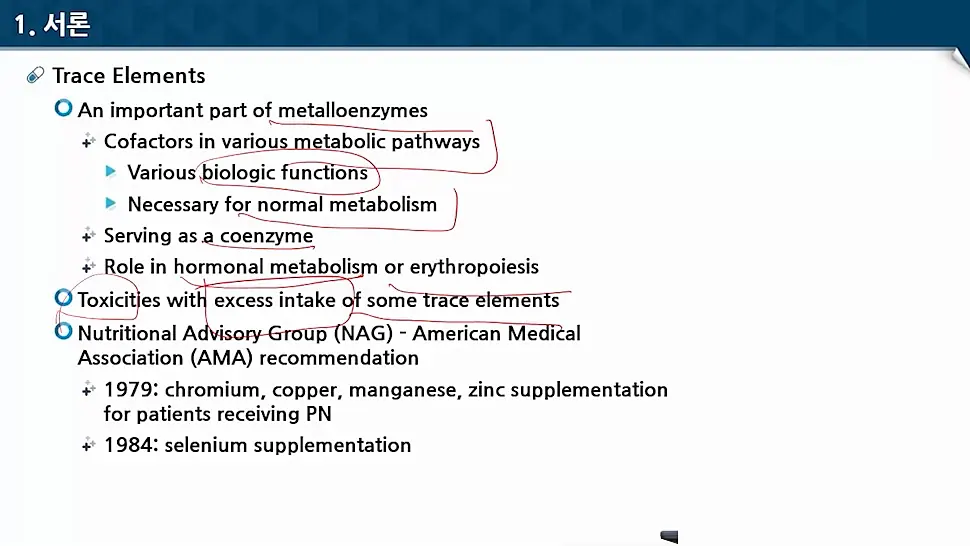 1. 서론
Trace Elements
An important part of metalloenzymes
Cofactors in various metabolic pathways
Various biologic functions
Necessary for normal metabolism
Serving as a coenzyme
Role in hormonal metabolism or erythropoiesis
Toxicities with excess intake of some trace elements
Nutritional Advisory Group (NAG) - American Medical
Association (AMA) recommendation
1979: chromium, copper, manganese, zinc supplementation
for patients receiving PN
1984: selenium supplementation